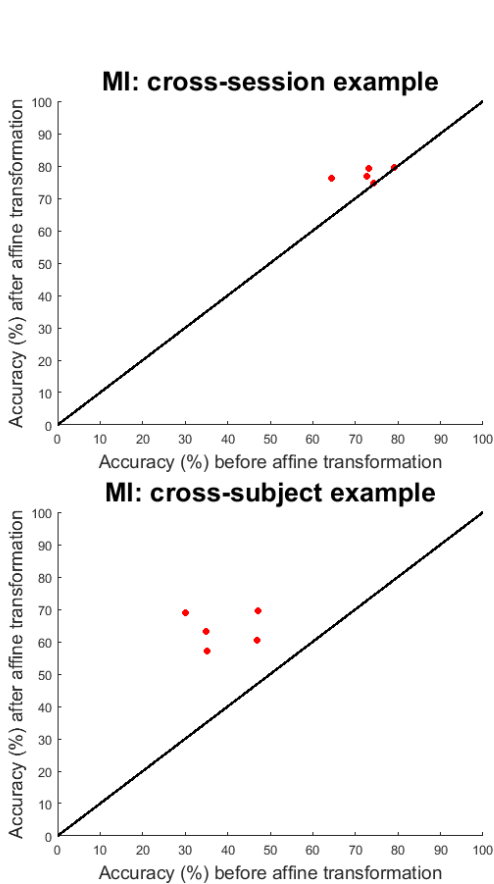 MI: cross-session example
Accuracy (%) after affine transformation
100
90
80
70
60
50
40
30
20
10
0
0 10 20 30 40 50 60 70 80 90 100
Accuracy (%) before affine transformation
MI: cross-subject example
Accuracy (%) after affine transformation
100
90
80
70
60
50
40
30
20
10
0
0 10 20 30 40 50 60 70 80 90 100
Accuracy (%) before affine transformation